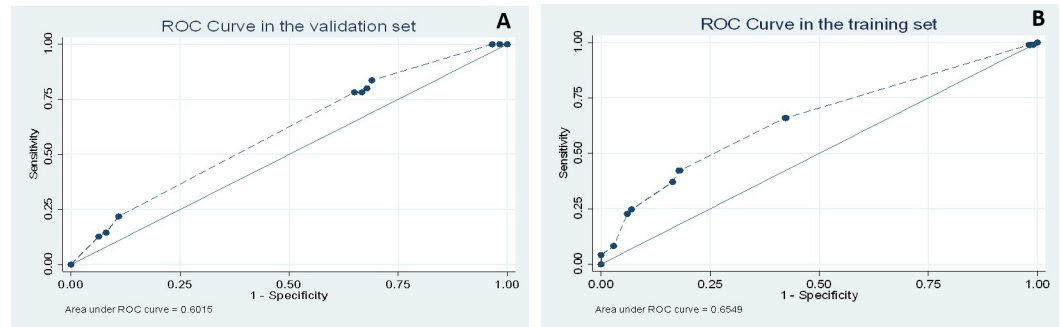 ROC Curve in the validation set
A
1.00
0.75
0.50
0.25
0.00
Sensitivity
0.00 0.25 0.50 0.75 1.00
1 - Specificity
Area under ROC curve = 0.6015
ROC Curve in the training set
B
1.00
0.75
0.50
0.25
0.00
Sensitivity
0.00 0.25 0.50 0.75 1.00
1 - Specificity
Area under ROC curve = 0.6549